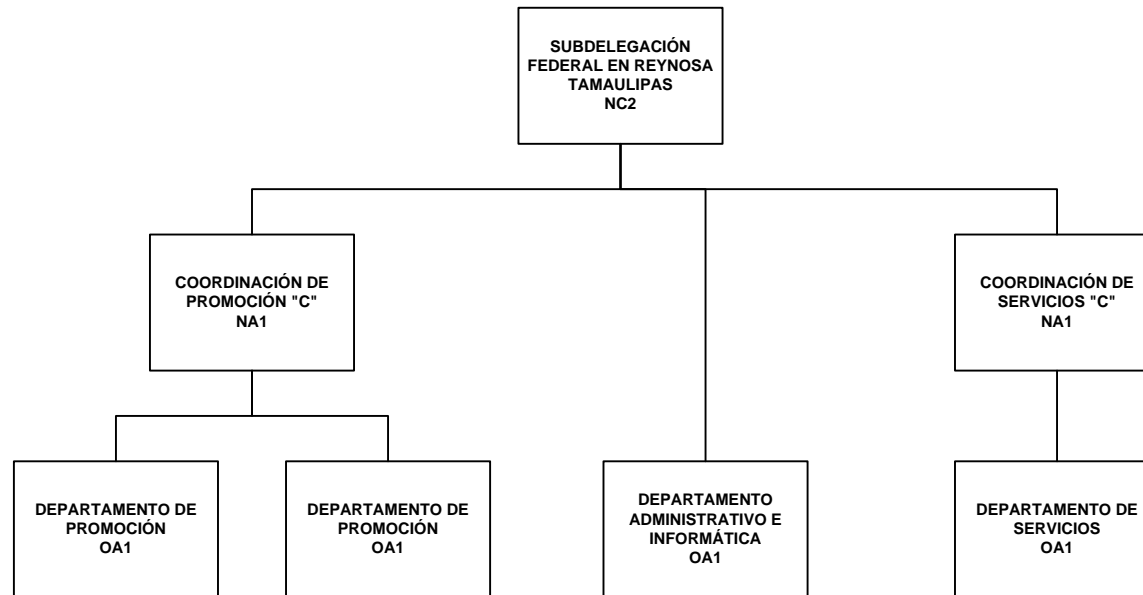 SUBDELEGACIÓN
FEDERAL EN REYNOSA
TAMAULIPAS
NC2
COORDINACIÓN DE
PROMOCIÓN "C"
NA1
COORDINACIÓN DE
SERVICIOS "C"
NA1
DEPARTAMENTO DE
PROMOCIÓN
OA1
DEPARTAMENTO DE
PROMOCIÓN
OA1
DEPARTAMENTO
ADMINISTRATIVO E
INFORMÁTICA
OA1
DEPARTAMENTO DE
SERVICIOS
OA1